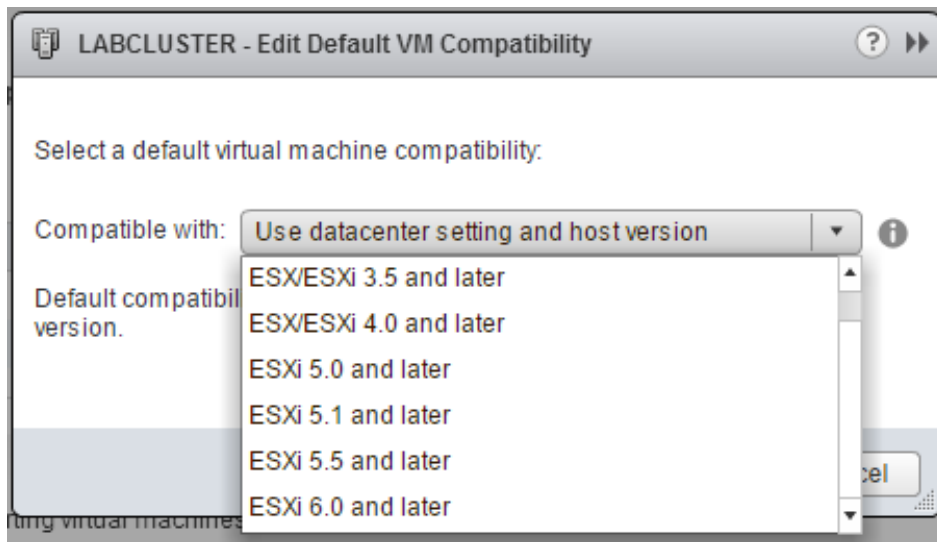 LABCLUSTER - Edit Default VM Compatibility ?
Select a default virtual machine compatibility:
Compatible with: Use datacenter setting and host version
ESX/ESXi 3.5 and later
Default
version.
ESX/ESXi 4.0 and later
ESXi 5.0 and later
ESXi 5.1 and later
ESXi 5.5 and later
ESXi 6.0 and later
virtual machines